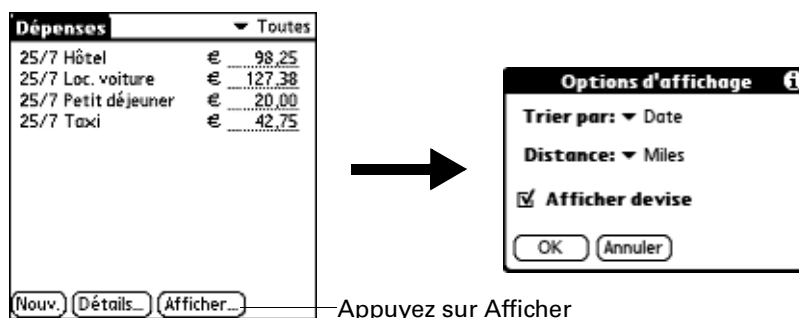 Dépenses ▼ Toutes
25/7 Hôtel € 98,25
25/7 Loc. voiture € 127,38
25/7 Petit déjeuner € 20,00
25/7 Taxi € 42,75
Nouv. Détails... Afficher...
Appuyez sur Afficher
Options d'affichage i
Trier par: ▼ Date
Distance: ▼ Miles
Afficher devise
OK Annuler